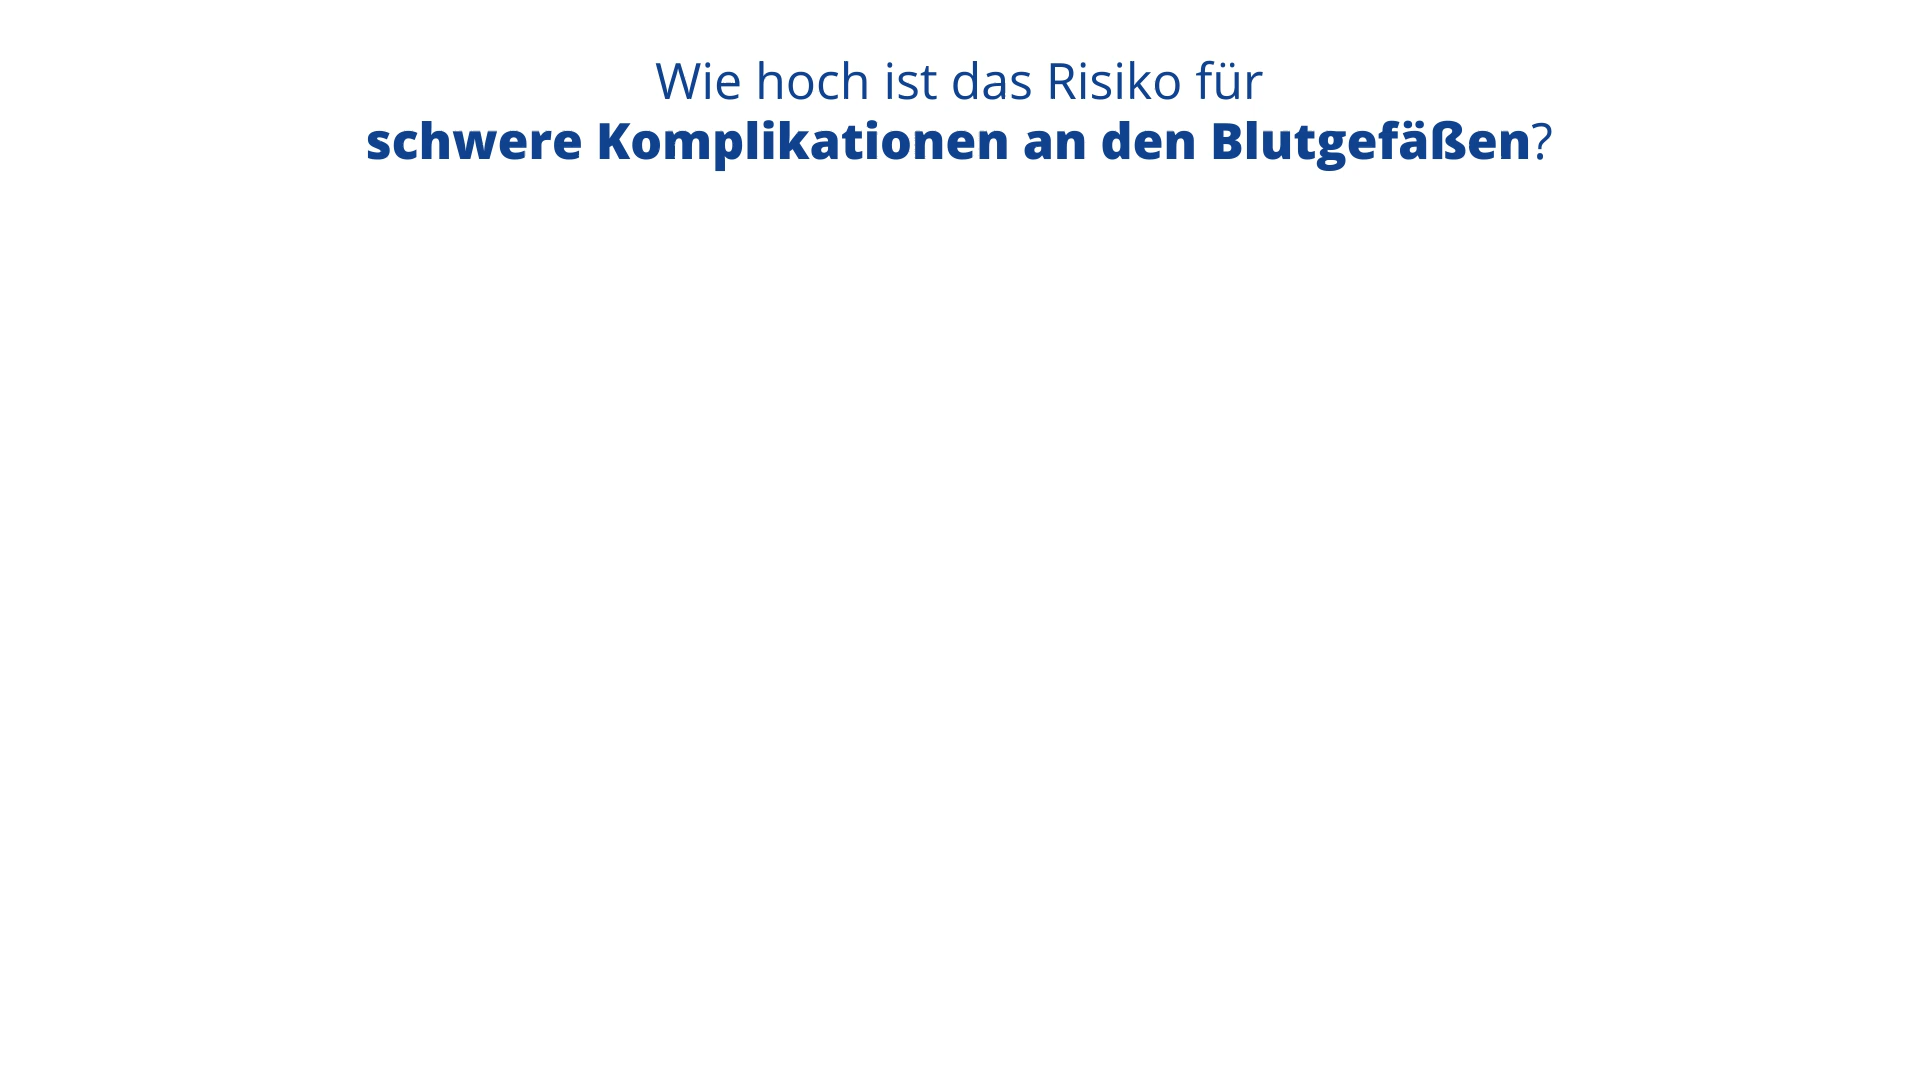 Wie hoch ist das Risiko für
schwere Komplikationen an den Blutgefäßen?